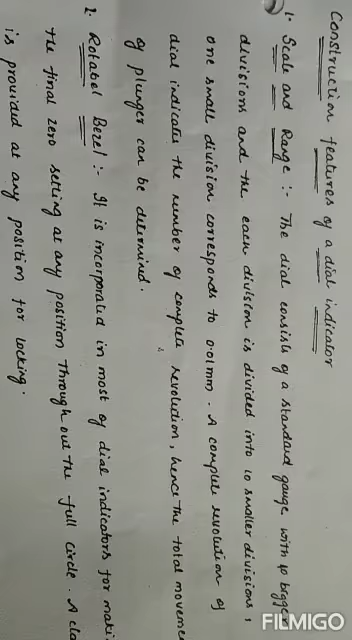 Construction features of a dial indicator
1. Scale and Range :- The dial consists of a standard gauge with 10 bigger
divisions and the each division is divided into 10 smaller divisions,
one small division corresponds to 0.01mm. A complete revolution of
dial indicates the number of complete revolution, hence the total moveme
of plunger can be determined.
2. Rotabel Bezel :- It is incorporated in most of dial indicators for maki
the final zero setting at any position through out the full circle. A cla
is provided at any position for locking.
FILMIGO